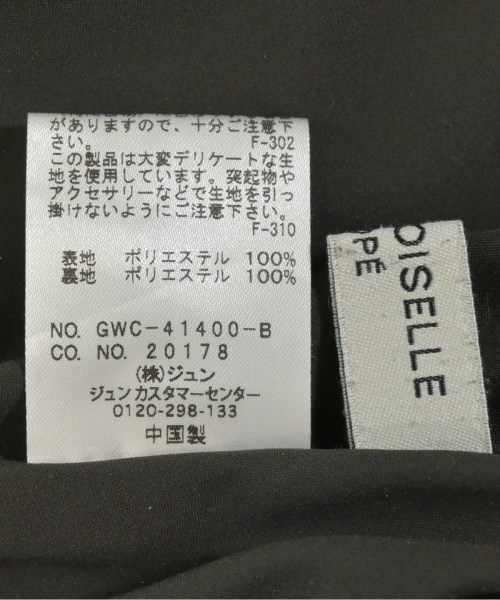 がありますので、十分ご注意下
さい。
F-302
この製品は大変デリケートな生
地を使用しています。突起物や
アクセサリーなどで生地を引っ
掛けないようにご注意下さい。
F-310
表地 ポリエステル 100%
裏地 ポリエステル 100%
NO. GWC-41400-B
CO. NO. 20178
(株)ジュン
ジュンカスタマーセンター
0120-298-133
中国製
OISELLE
OPÉ